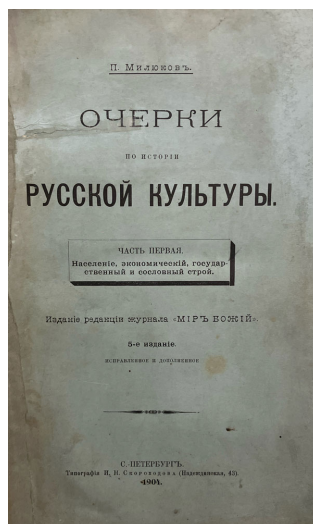 П. Милюковъ.
ОЧЕРКИ
ПО ИСТОРІИ
РУССКОЙ КУЛЬТУРЫ.
ЧАСТЬ ПЕРВАЯ.
Населеніе, экономическій, государ-
ственный и сословный строй.
Изданіе редакціи журнала «МІРЪ БОЖІЙ».
5-е изданіе.
ИСПРАВЛЕННОЕ И ДОПОЛНЕННОЕ
С.-ПЕТЕРБУРГЪ.
Типографія И. Н. Скороходова (Надеждинская, 43).
1904.